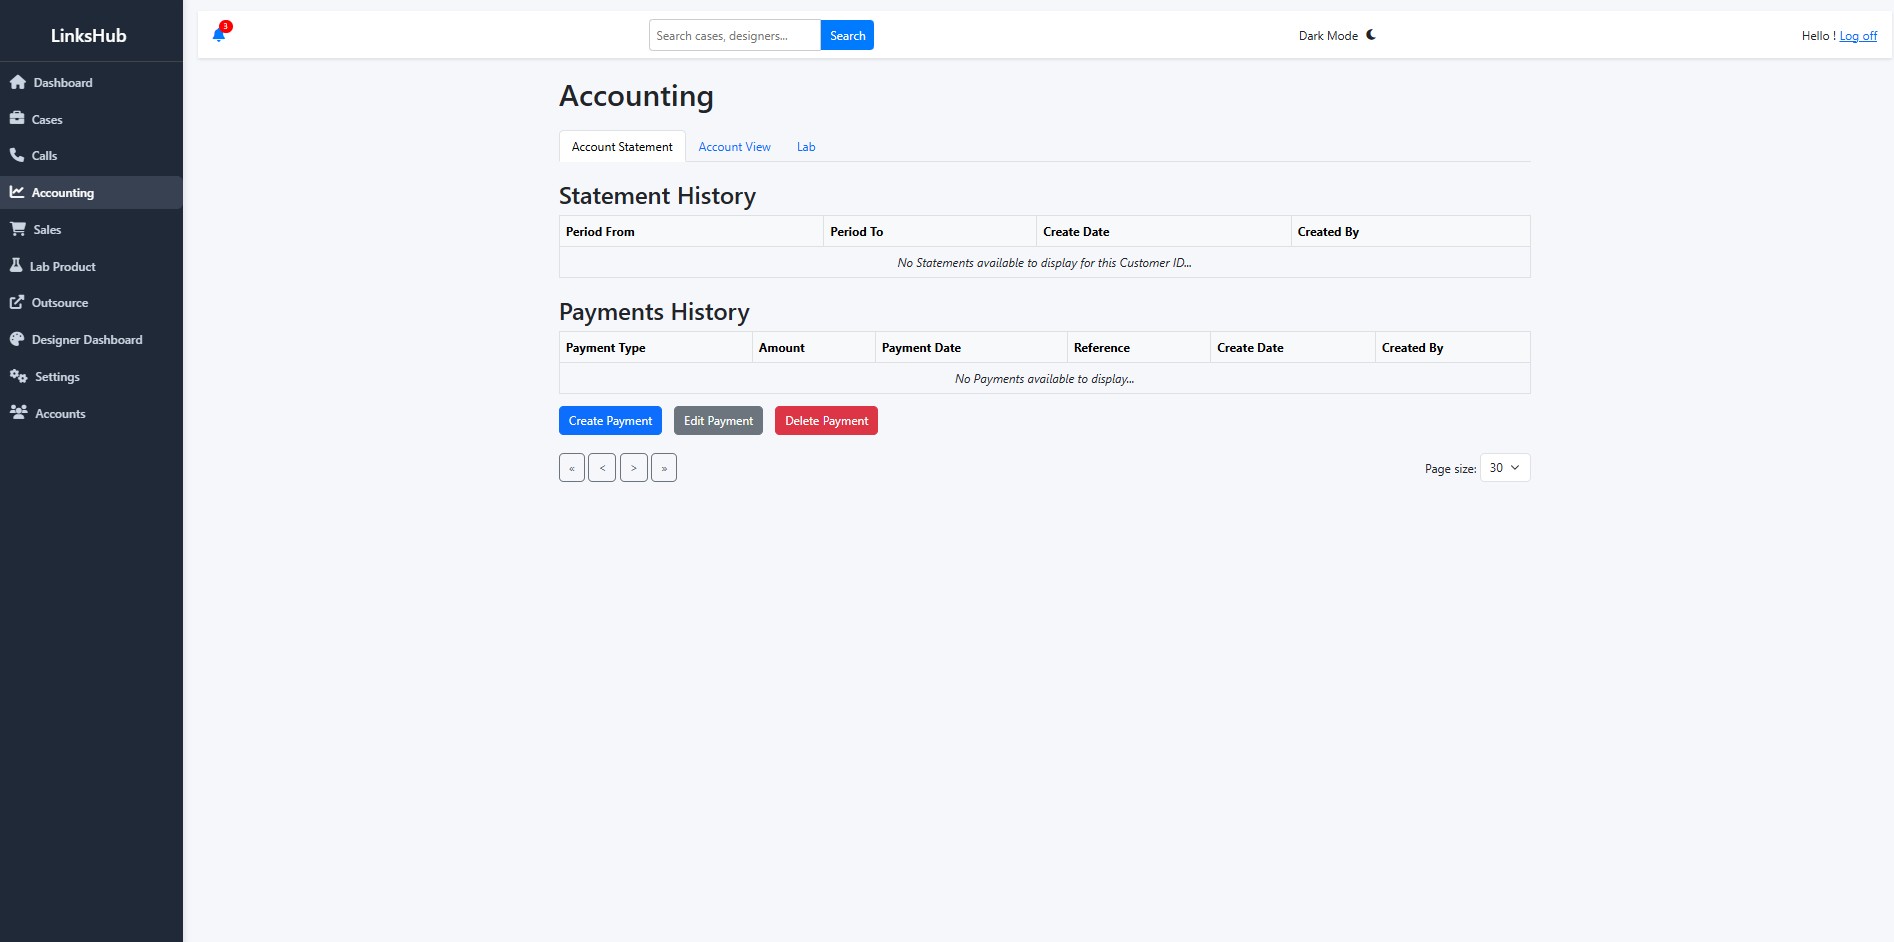 LinksHub
Dashboard
Cases
Calls
Accounting
Sales
Lab Product
Outsource
Designer Dashboard
Settings
Accounts
3
Search cases, designers...
Search
Dark Mode
Hello ! Log off
Accounting
Account Statement Account View Lab
Statement History
Period From Period To Create Date Created By
No Statements available to display for this Customer ID...
Payments History
Payment Type Amount Payment Date Reference Create Date Created By
No Payments available to display...
Create Payment Edit Payment Delete Payment
« < > »
Page size: 30